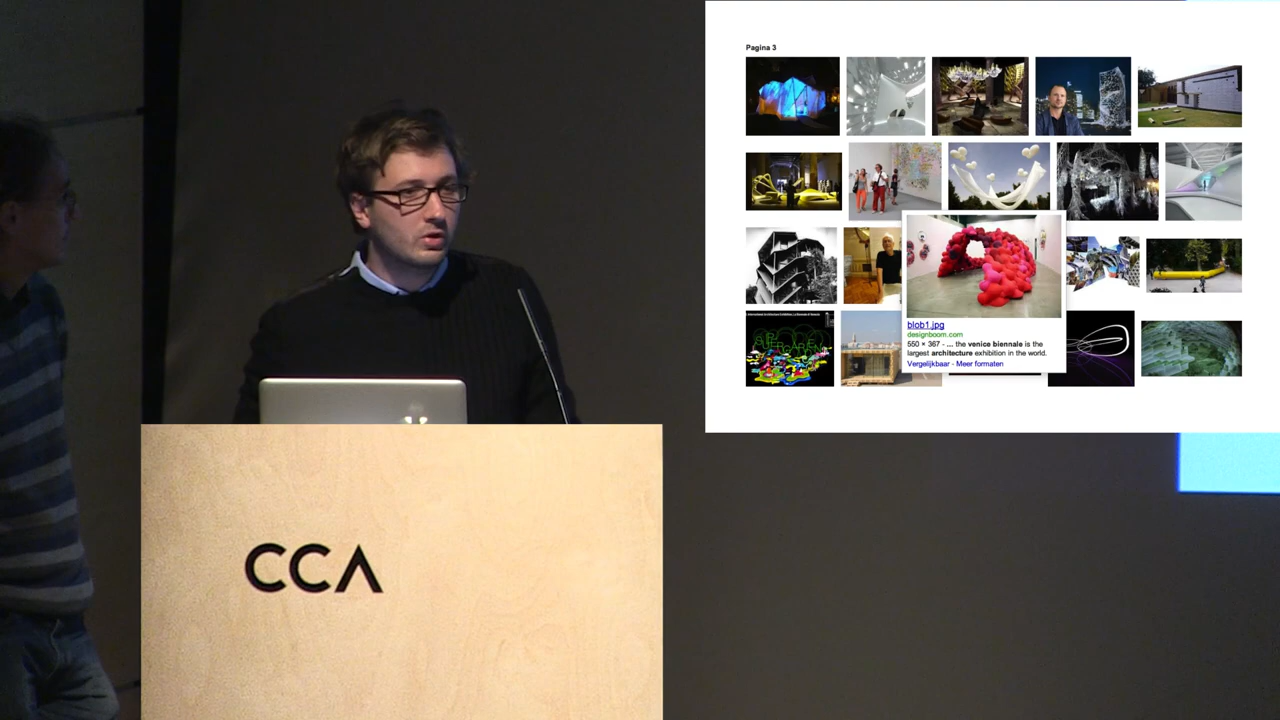 Pagina 3
blob1.jpg
designboom.com
550 × 367 - ... the venice biennale is the
largest architecture exhibition in the world.
Vergelijkbaar - Meer formaten
SUPERGARDEN
CCA